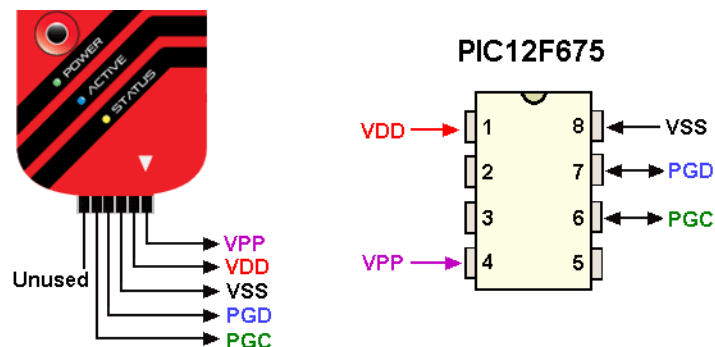 POWER
ACTIVE
STATUS
Unused
VPP
VDD
VSS
PGD
PGC
PIC12F675
VDD 1 8 VSS
2 7 PGD
3 6 PGC
VPP 4 5